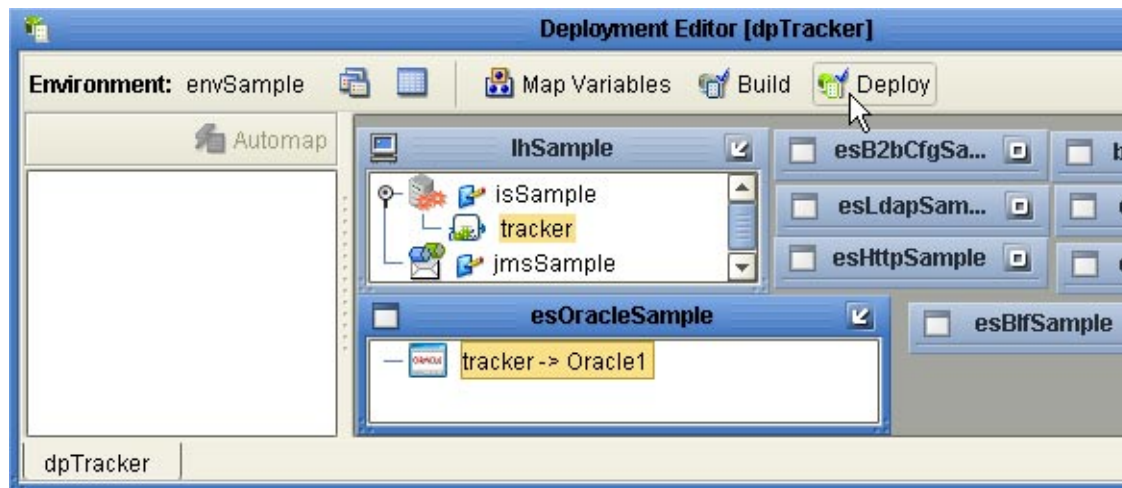 Deployment Editor [dpTracker]
Environment: envSample Map Variables Build Deploy
Automap
lhSample
isSample
tracker
jmsSample
esB2bCfgSa...
esLdapSam...
esHttpSample
esOracleSample
ORACLE
tracker -> Oracle1
esBlfSample
dpTracker